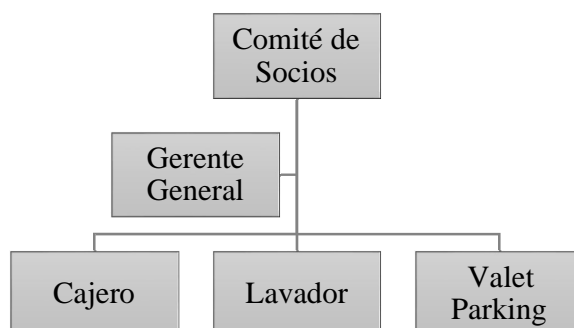 Comité de
Socios
Gerente
General
Cajero
Lavador
Valet
Parking